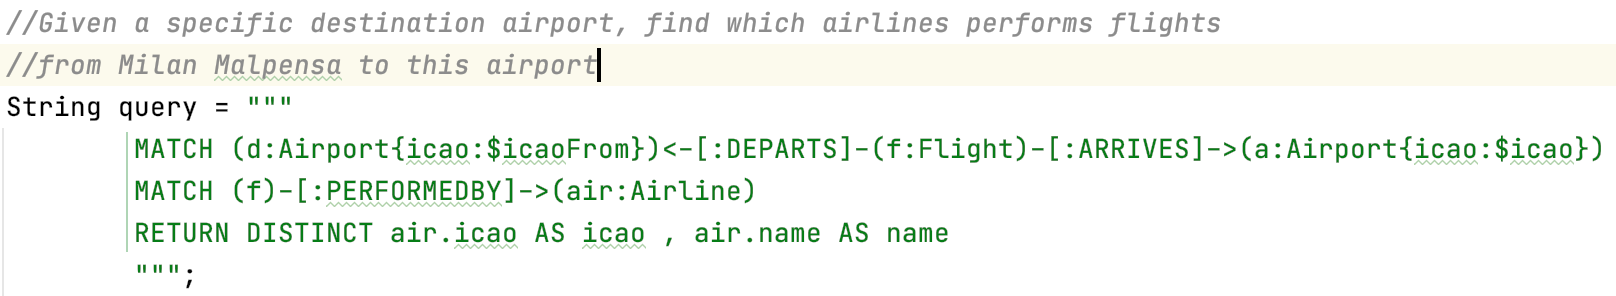 //Given a specific destination airport, find which airlines performs flights
//from Milan Malpensa to this airport
String query = """
MATCH (d:Airport{icao:$icaoFrom})<-[:DEPARTS]-(f:Flight)-[:ARRIVES]->(a:Airport{icao:$icao})
MATCH (f)-[:PERFORMEDBY]->(air:Airline)
RETURN DISTINCT air.icao AS icao , air.name AS name
""";